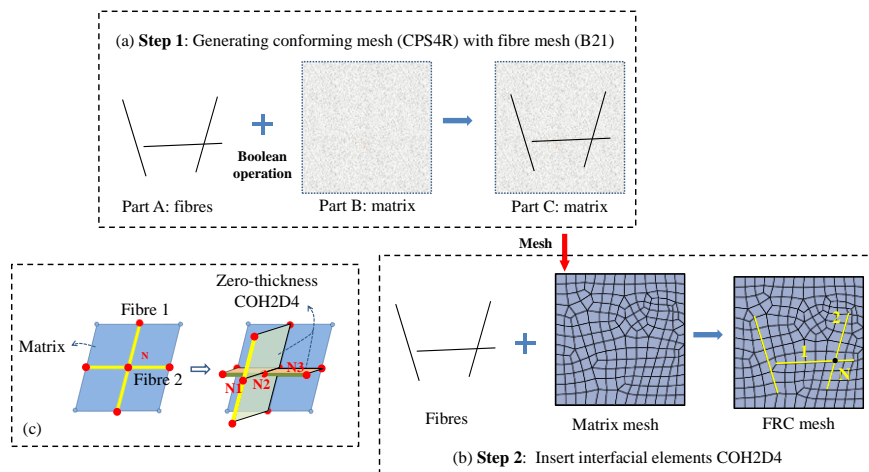 (a) Step 1: Generating conforming mesh (CPS4R) with fibre mesh (B21)
Boolean
operation
Part A: fibres
Part B: matrix
Part C: matrix
Mesh
Zero-thickness
COH2D4
Fibre 1
Matrix
N
Fibre 2
N1
N2
N3
(c)
2
1
N
Fibres
Matrix mesh
FRC mesh
(b) Step 2: Insert interfacial elements COH2D4